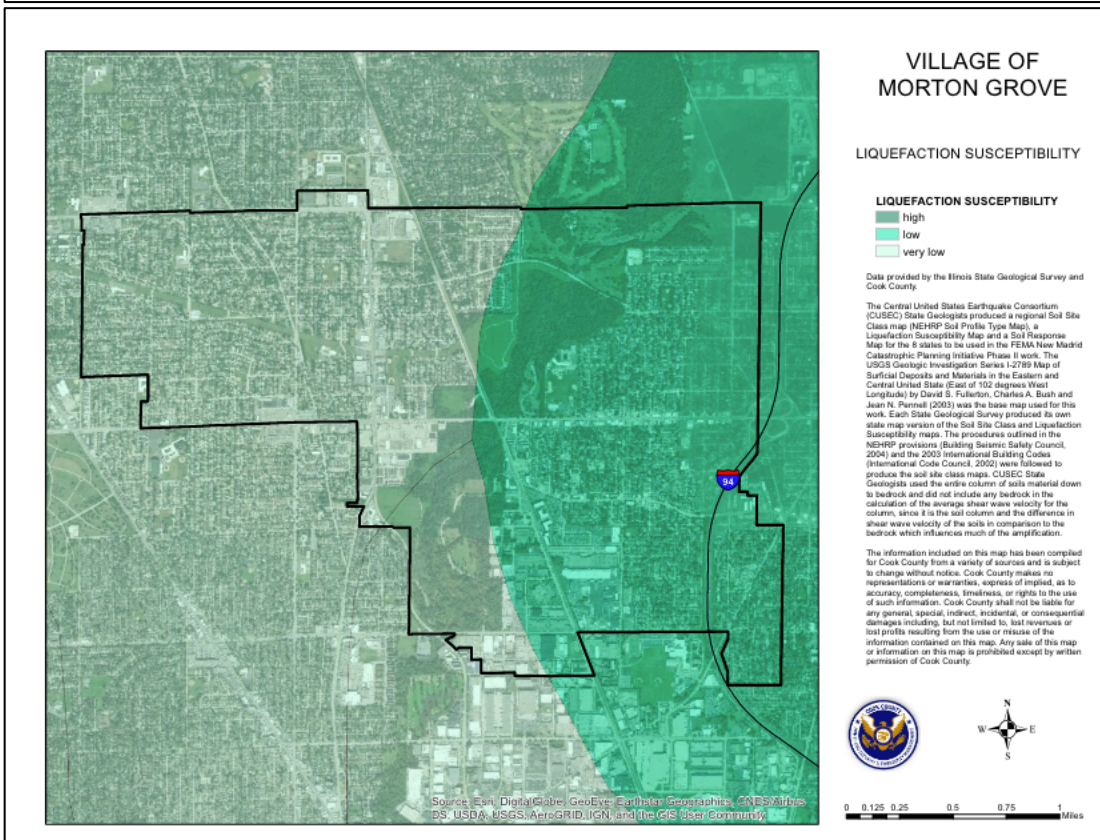 VILLAGE OF
MORTON GROVE
LIQUEFACTION SUSCEPTIBILITY
LIQUEFACTION SUSCEPTIBILITY
high
low
very low
Data provided by the Illinois State Geological Survey and
Cook County.
The Central United States Earthquake Consortium
(CUSEC) State Geologists produced a regional Soil Site
Class map (NEHRP Soil Profile Type Map), a
Liquefaction Susceptibility Map and a Soil Response
Map for the 8 states to be used in the FEMA New Madrid
Catastrophic Planning Initiative Phase II work. The
USGS Geologic Investigation Series I-2789 Map of
Surficial Deposits and Materials in the Eastern and
Central United State (East of 102 degrees West
Longitude) by David S. Fullerton, Charles A. Bush and
Jean N. Pennell (2003) was the base map used for this
work. Each State Geological Survey produced its own
state map version of the Soil Site Class and Liquefaction
Susceptibility maps. The procedures outlined in the
NEHRP provisions (Building Seismic Safety Council,
2004) and the 2003 International Building Codes
(International Code Council, 2002) were followed to
produce the soil site class maps. CUSEC State
Geologists used the entire column of soils material down
to bedrock and did not include any bedrock in the
calculation of the average shear wave velocity for the
column, since it is the soil column and the difference in
shear wave velocity of the soils in comparison to the
bedrock which influences much of the amplification.
The information included on this map has been compiled
for Cook County from a variety of sources and is subject
to change without notice. Cook County makes no
representations or warranties, express of implied, as to
accuracy, completeness, timeliness, or rights to the use
of such information. Cook County shall not be liable for
any general, special, indirect, incidental, or consequential
damages including, but not limited to, lost revenues or
lost profits resulting from the use or misuse of the
information contained on this map. Any sale of this map
or information on this map is prohibited except by written
permission of Cook County.
94
Source: Esri, DigitalGlobe, GeoEye, Earthstar Geographics, CNES/Airbus
DS, USDA, USGS, AeroGRID, IGN, and the GIS User Community
COOK COUNTY
N
W E
S
0 0.125 0.25 0.5 0.75 1
Miles